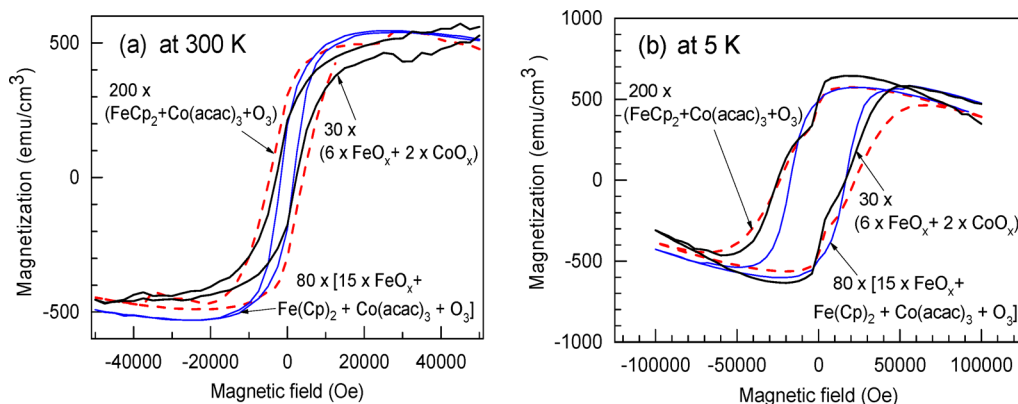 (a) at 300 K
500
0
-500
Magnetization (emu/cm³)
200 x
(FeCp₂+Co(acac)₃+O₃)
30 x
(6 x FeOₓ+ 2 x CoOₓ)
80 x [15 x FeOₓ+
Fe(Cp)₂ + Co(acac)₃ + O₃]
-40000 -20000 0 20000 40000
Magnetic field (Oe)
(b) at 5 K
1000
500
0
-500
-1000
Magnetization (emu/cm³)
200 x
(FeCp₂+Co(acac)₃+O₃)
30 x
(6 x FeOₓ+ 2 x CoOₓ)
80 x [15 x FeOₓ+
Fe(Cp)₂ + Co(acac)₃ + O₃]
-100000 -50000 0 50000 100000
Magnetic field (Oe)